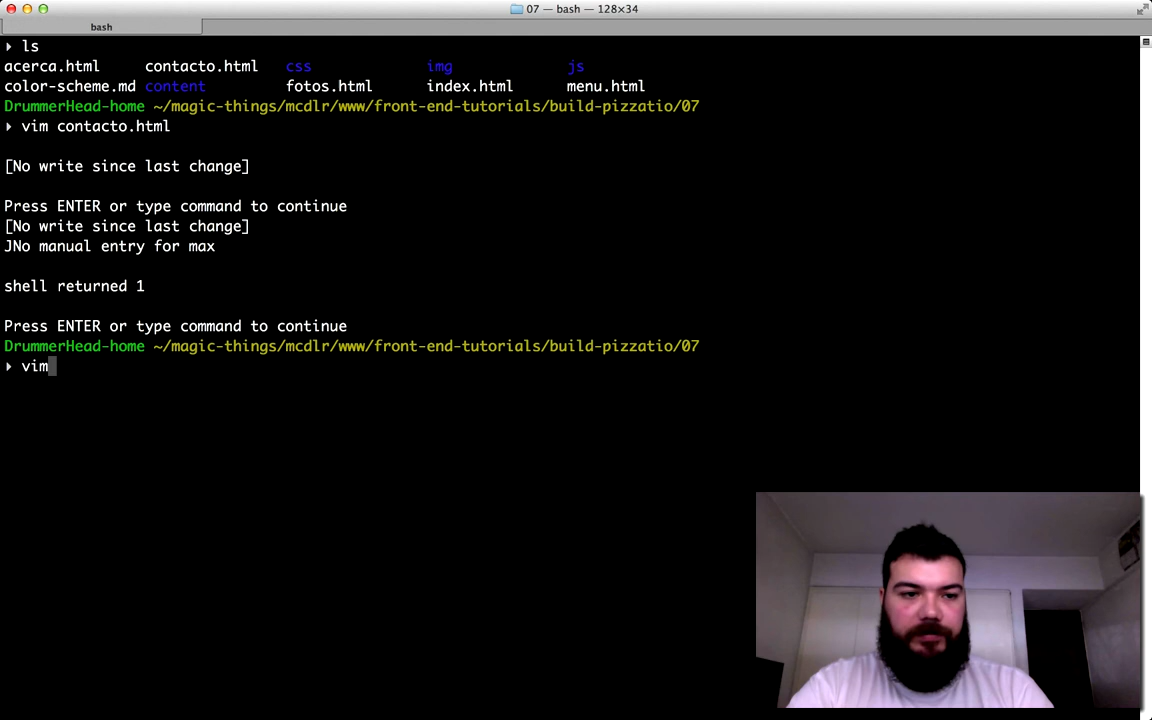 07 — bash — 128×34
bash
ls
acerca.html contacto.html css img js
color-scheme.md content fotos.html index.html menu.html
DrummerHead-home ~/magic-things/mcdlr/www/front-end-tutorials/build-pizzatio/07
vim contacto.html
[No write since last change]
Press ENTER or type command to continue
[No write since last change]
JNo manual entry for max
shell returned 1
Press ENTER or type command to continue
DrummerHead-home ~/magic-things/mcdlr/www/front-end-tutorials/build-pizzatio/07
vim